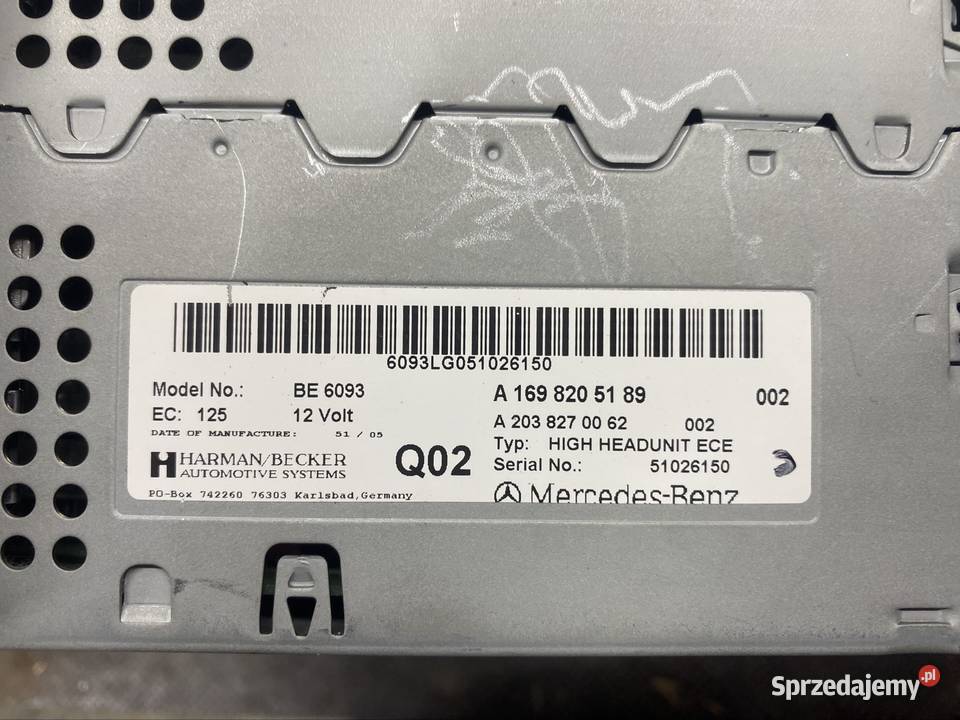 6093LG051026150
Model No.: BE 6093 A 169 820 51 89 002
EC: 125 12 Volt A 203 827 00 62 002
DATE OF MANUFACTURE: 51 / 05 Typ: HIGH HEADUNIT ECE
HARMAN/BECKER Q02 Serial No.: 51026150
AUTOMOTIVE SYSTEMS
PO-Box 742260 76303 Karlsbad,Germany Mercedes-Benz
Sprzedajemy.pl